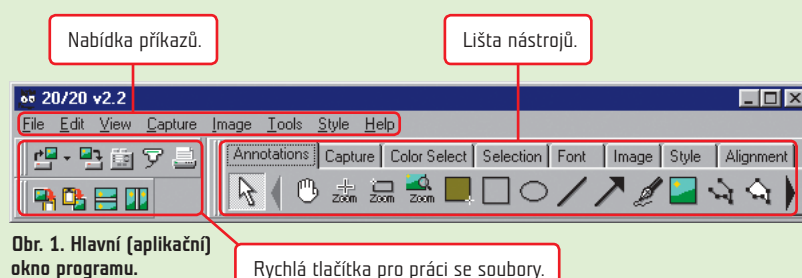 Nabídka příkazů.
Lišta nástrojů.
20/20 v2.2
File Edit View Capture Image Tools Style Help
Annotations Capture Color Select Selection Font Image Style Alignment
Zoom Zoom Zoom
Obr. 1. Hlavní (aplikační)
okno programu.
Rychlá tlačítka pro práci se soubory.